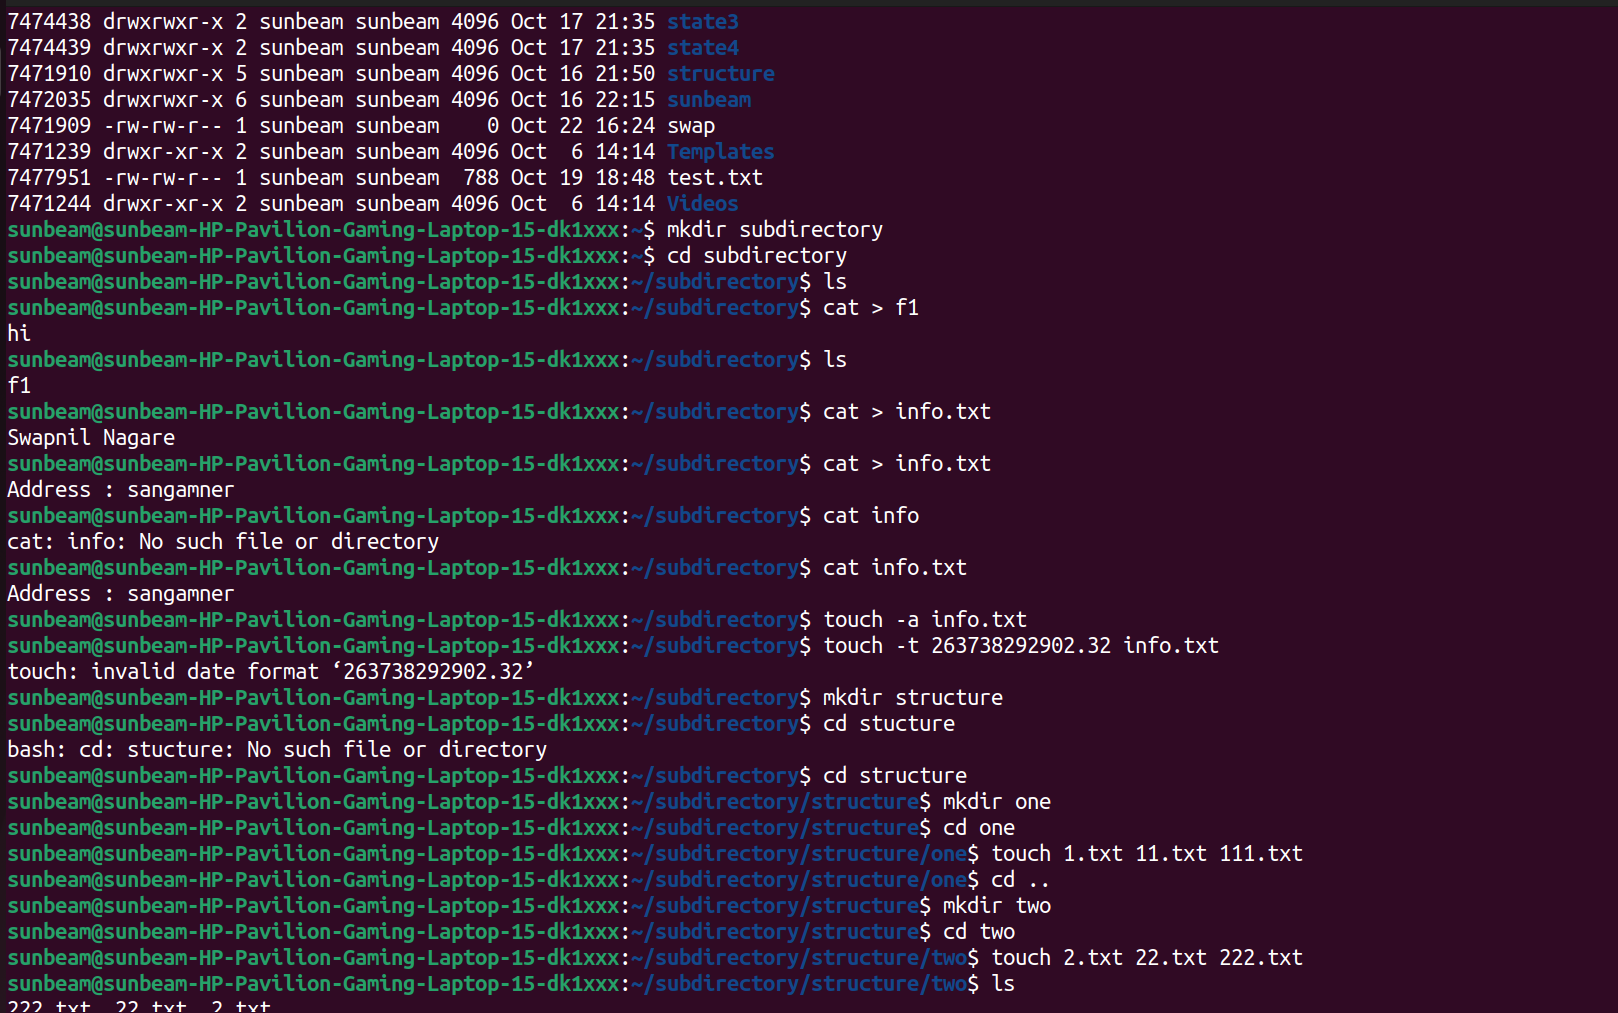 7474438 drwxrwxr-x 2 sunbeam sunbeam 4096 Oct 17 21:35 state3
7474439 drwxrwxr-x 2 sunbeam sunbeam 4096 Oct 17 21:35 state4
7471910 drwxrwxr-x 5 sunbeam sunbeam 4096 Oct 16 21:50 structure
7472035 drwxrwxr-x 6 sunbeam sunbeam 4096 Oct 16 22:15 sunbeam
7471909 -rw-rw-r-- 1 sunbeam sunbeam    0 Oct 22 16:24 swap
7471239 drwxr-xr-x 2 sunbeam sunbeam 4096 Oct  6 14:14 Templates
7477951 -rw-rw-r-- 1 sunbeam sunbeam  788 Oct 19 18:48 test.txt
7471244 drwxr-xr-x 2 sunbeam sunbeam 4096 Oct  6 14:14 Videos
sunbeam@sunbeam-HP-Pavilion-Gaming-Laptop-15-dk1xxx:~$ mkdir subdirectory
sunbeam@sunbeam-HP-Pavilion-Gaming-Laptop-15-dk1xxx:~$ cd subdirectory
sunbeam@sunbeam-HP-Pavilion-Gaming-Laptop-15-dk1xxx:~/subdirectory$ ls
sunbeam@sunbeam-HP-Pavilion-Gaming-Laptop-15-dk1xxx:~/subdirectory$ cat > f1
hi
sunbeam@sunbeam-HP-Pavilion-Gaming-Laptop-15-dk1xxx:~/subdirectory$ ls
f1
sunbeam@sunbeam-HP-Pavilion-Gaming-Laptop-15-dk1xxx:~/subdirectory$ cat > info.txt
Swapnil Nagare
sunbeam@sunbeam-HP-Pavilion-Gaming-Laptop-15-dk1xxx:~/subdirectory$ cat > info.txt
Address : sangamner
sunbeam@sunbeam-HP-Pavilion-Gaming-Laptop-15-dk1xxx:~/subdirectory$ cat info
cat: info: No such file or directory
sunbeam@sunbeam-HP-Pavilion-Gaming-Laptop-15-dk1xxx:~/subdirectory$ cat info.txt
Address : sangamner
sunbeam@sunbeam-HP-Pavilion-Gaming-Laptop-15-dk1xxx:~/subdirectory$ touch -a info.txt
sunbeam@sunbeam-HP-Pavilion-Gaming-Laptop-15-dk1xxx:~/subdirectory$ touch -t 263738292902.32 info.txt
touch: invalid date format ‘263738292902.32’
sunbeam@sunbeam-HP-Pavilion-Gaming-Laptop-15-dk1xxx:~/subdirectory$ mkdir structure
sunbeam@sunbeam-HP-Pavilion-Gaming-Laptop-15-dk1xxx:~/subdirectory$ cd stucture
bash: cd: stucture: No such file or directory
sunbeam@sunbeam-HP-Pavilion-Gaming-Laptop-15-dk1xxx:~/subdirectory$ cd structure
sunbeam@sunbeam-HP-Pavilion-Gaming-Laptop-15-dk1xxx:~/subdirectory/structure$ mkdir one
sunbeam@sunbeam-HP-Pavilion-Gaming-Laptop-15-dk1xxx:~/subdirectory/structure$ cd one
sunbeam@sunbeam-HP-Pavilion-Gaming-Laptop-15-dk1xxx:~/subdirectory/structure/one$ touch 1.txt 11.txt 111.txt
sunbeam@sunbeam-HP-Pavilion-Gaming-Laptop-15-dk1xxx:~/subdirectory/structure/one$ cd ..
sunbeam@sunbeam-HP-Pavilion-Gaming-Laptop-15-dk1xxx:~/subdirectory/structure$ mkdir two
sunbeam@sunbeam-HP-Pavilion-Gaming-Laptop-15-dk1xxx:~/subdirectory/structure$ cd two
sunbeam@sunbeam-HP-Pavilion-Gaming-Laptop-15-dk1xxx:~/subdirectory/structure/two$ touch 2.txt 22.txt 222.txt
sunbeam@sunbeam-HP-Pavilion-Gaming-Laptop-15-dk1xxx:~/subdirectory/structure/two$ ls
222.txt  22.txt  2.txt